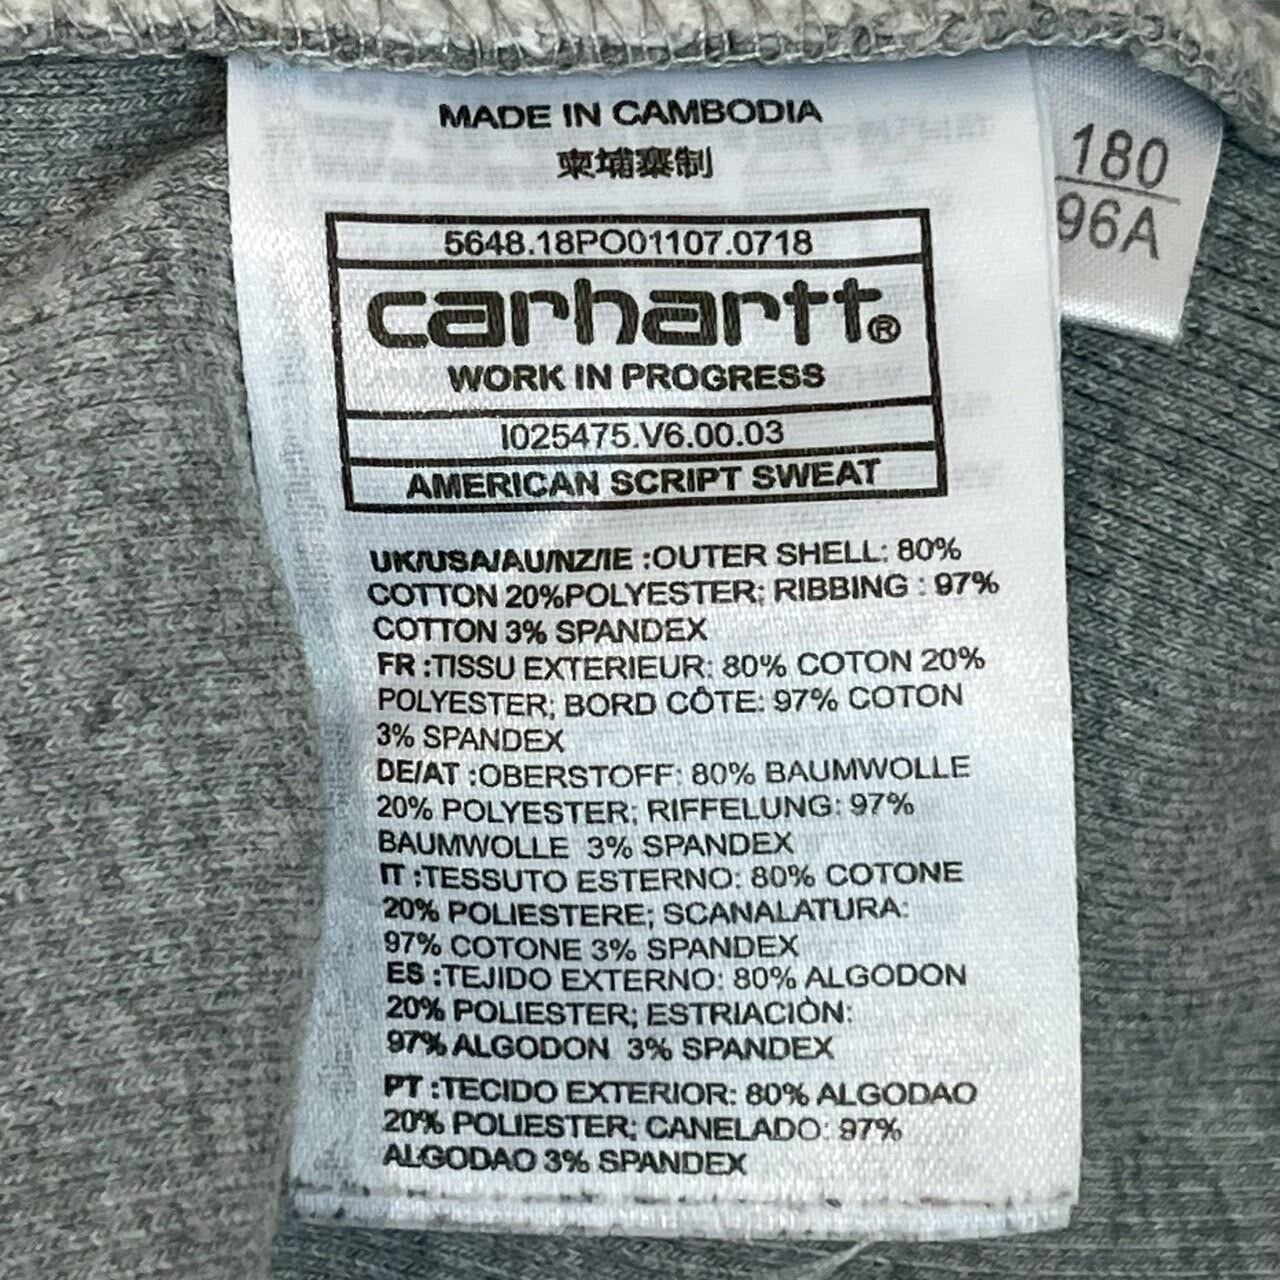 MADE IN CAMBODIA
柬埔寨制
5648.18PO01107.0718
carhartt®
WORK IN PROGRESS
I025475.V6.00.03
AMERICAN SCRIPT SWEAT
UK/USA/AU/NZ/IE :OUTER SHELL: 80%
COTTON 20%POLYESTER; RIBBING : 97%
COTTON 3% SPANDEX
FR :TISSU EXTERIEUR: 80% COTON 20%
POLYESTER; BORD CÔTE: 97% COTON
3% SPANDEX
DE/AT :OBERSTOFF: 80% BAUMWOLLE
20% POLYESTER; RIFFELUNG: 97%
BAUMWOLLE 3% SPANDEX
IT :TESSUTO ESTERNO: 80% COTONE
20% POLIESTERE; SCANALATURA:
97% COTONE 3% SPANDEX
ES :TEJIDO EXTERNO: 80% ALGODON
20% POLIESTER; ESTRIACIÒN:
97% ALGODON 3% SPANDEX
PT :TECIDO EXTERIOR: 80% ALGODAO
20% POLIESTER; CANELADO: 97%
ALGODAO 3% SPANDEX
180
96A